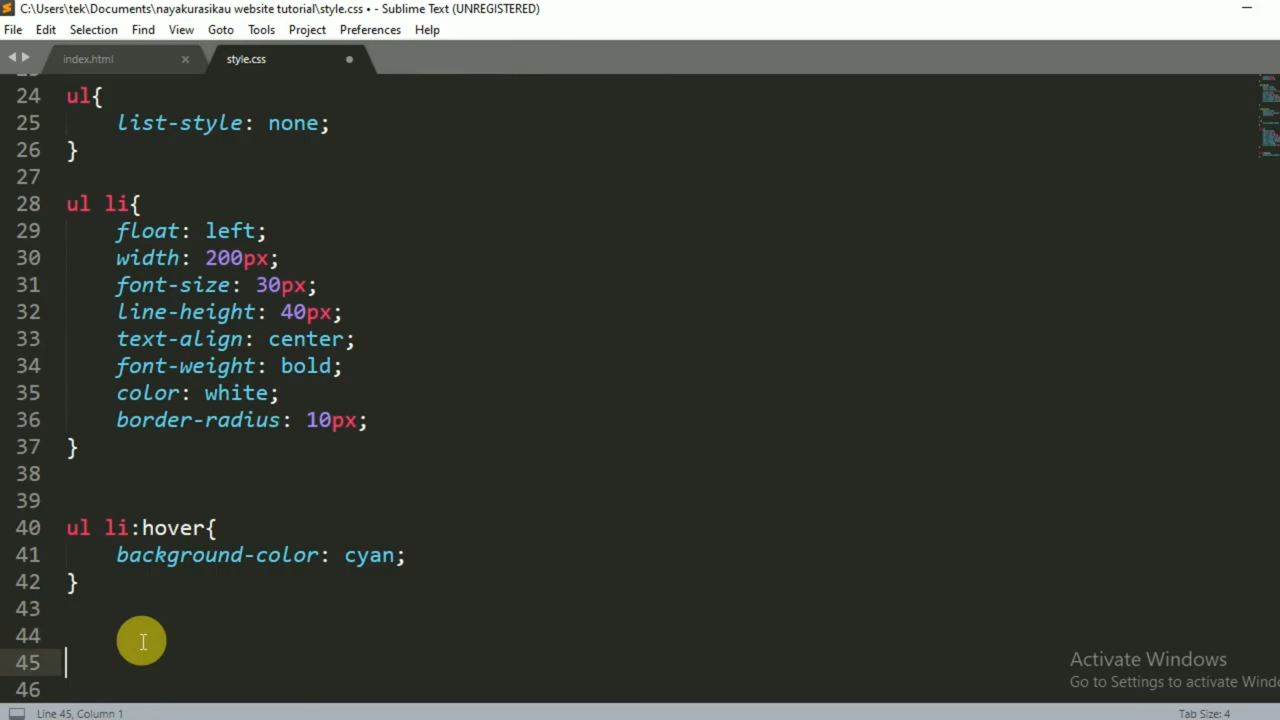 C:\Users\tek\Documents\nayakurasikau website tutorial\style.css • - Sublime Text (UNREGISTERED)
File Edit Selection Find View Goto Tools Project Preferences Help
index.html × style.css
24 ul{
25 list-style: none;
26 }
27
28 ul li{
29 float: left;
30 width: 200px;
31 font-size: 30px;
32 line-height: 40px;
33 text-align: center;
34 font-weight: bold;
35 color: white;
36 border-radius: 10px;
37 }
38
39
40 ul li:hover{
41 background-color: cyan;
42 }
43
44
45
46
Activate Windows
Go to Settings to activate Wind
Line 45, Column 1 Tab Size: 4